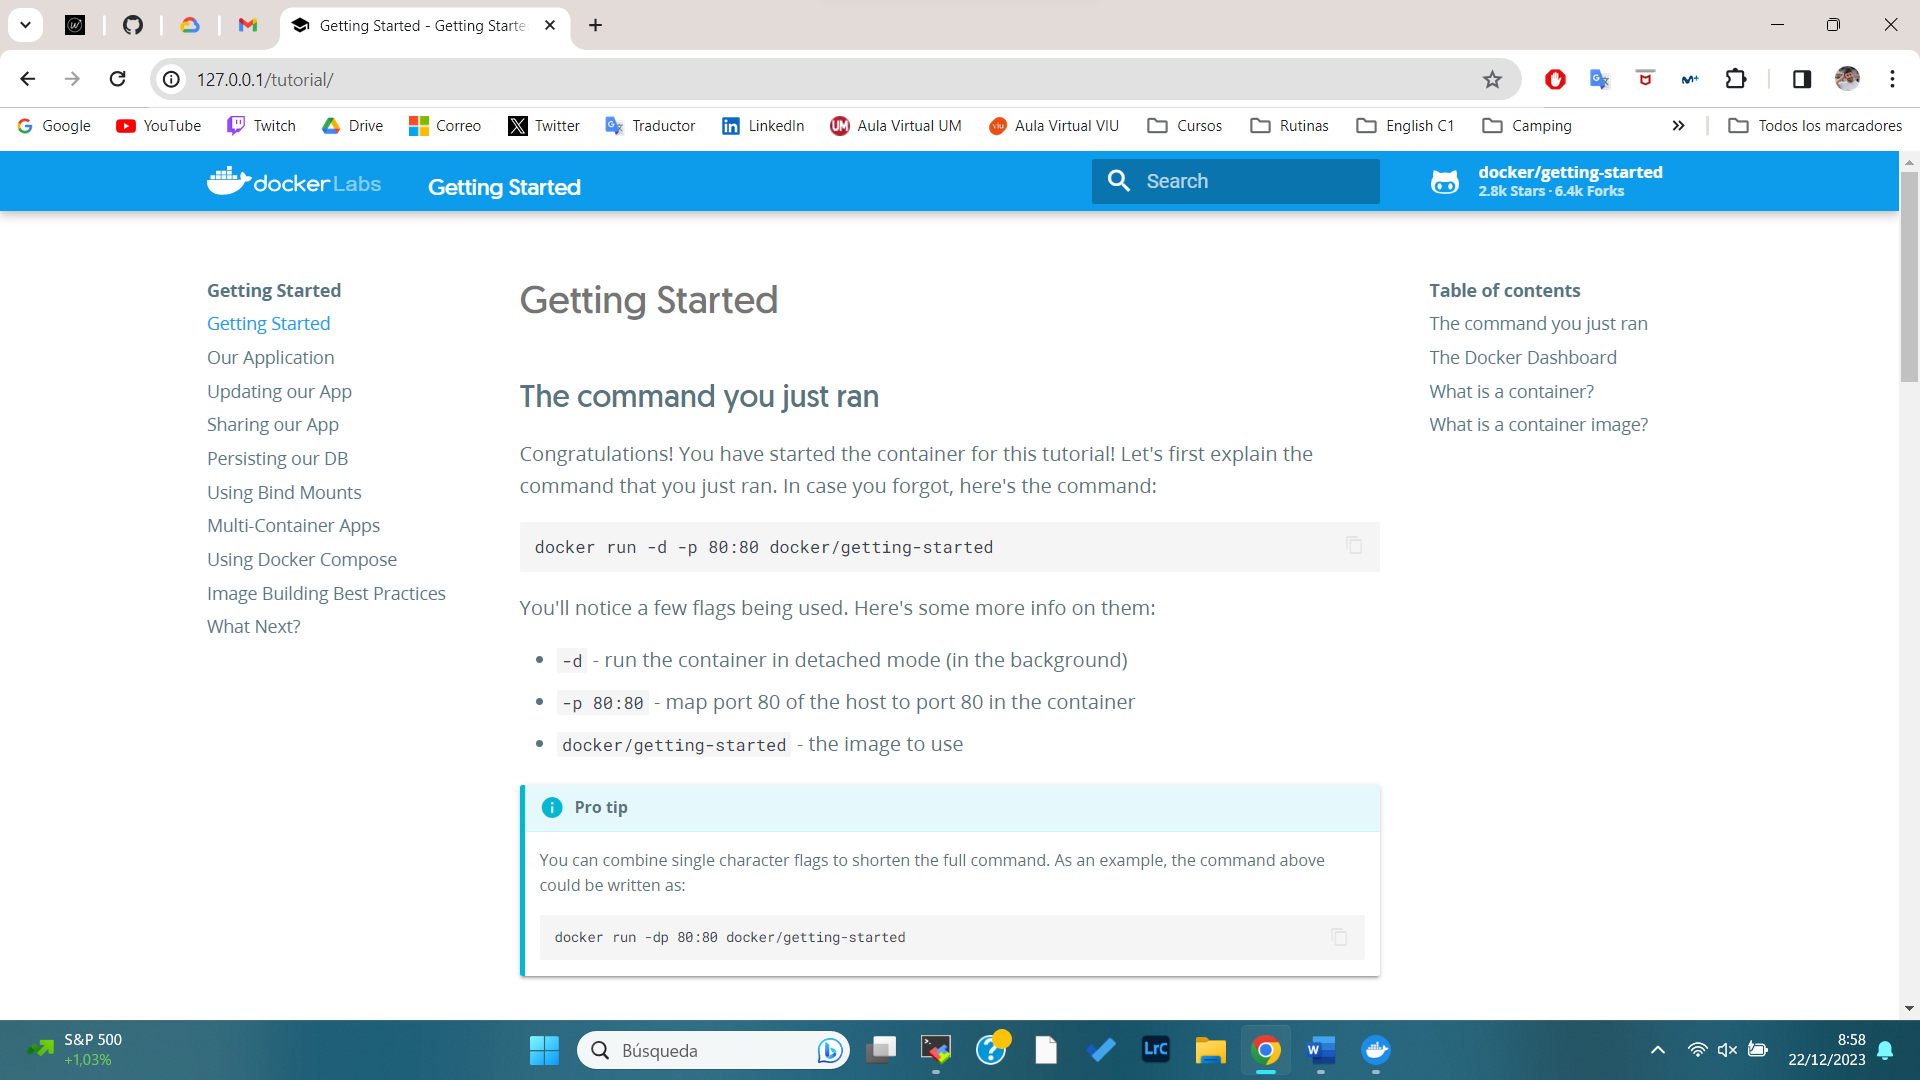 Getting Started - Getting Starte
127.0.0.1/tutorial/
Google YouTube Twitch Drive Correo Twitter Traductor LinkedIn Aula Virtual UM Aula Virtual VIU Cursos Rutinas English C1 Camping » Todos los marcadores
docker Labs Getting Started Search docker/getting-started
2.8k Stars · 6.4k Forks
Getting Started
Getting Started
Our Application
Updating our App
Sharing our App
Persisting our DB
Using Bind Mounts
Multi-Container Apps
Using Docker Compose
Image Building Best Practices
What Next?
Getting Started
The command you just ran
Congratulations! You have started the container for this tutorial! Let's first explain the
command that you just ran. In case you forgot, here's the command:
docker run -d -p 80:80 docker/getting-started
You'll notice a few flags being used. Here's some more info on them:
-d - run the container in detached mode (in the background)
-p 80:80 - map port 80 of the host to port 80 in the container
docker/getting-started - the image to use
Pro tip
You can combine single character flags to shorten the full command. As an example, the command above
could be written as:
docker run -dp 80:80 docker/getting-started
Table of contents
The command you just ran
The Docker Dashboard
What is a container?
What is a container image?
S&P 500
+1,03%
Búsqueda
LrC
W
8:58
22/12/2023